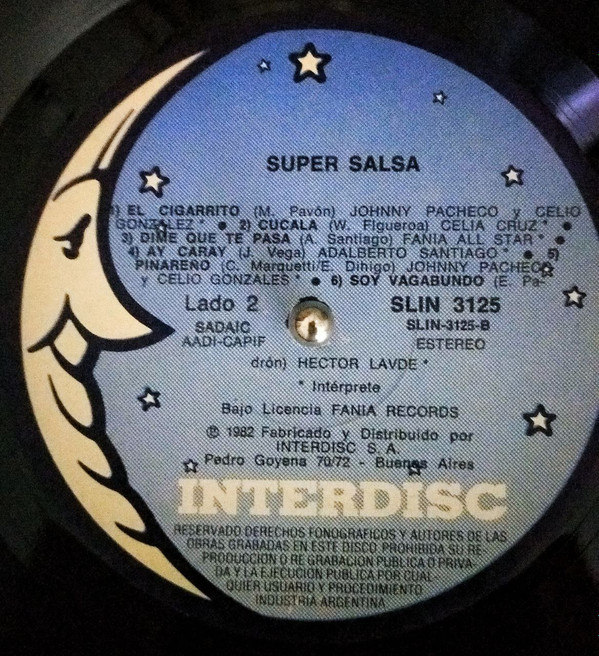 SUPER SALSA
1) EL CIGARRITO (M. Pavón) JOHNNY PACHECO y CELIO
GONZALEZ* ● 2) CUCALA (W. Figueroa) CELIA CRUZ* ●
3) DIME QUE TE PASA (A. Santiago) FANIA ALL STAR* ●
4) AY CARAY (J. Vega) ADALBERTO SANTIAGO* ● 5)
PINAREÑO (C. Marquetti/E. Dihigo) JOHNNY PACHECO
y CELIO GONZALES* ● 6) SOY VAGABUNDO (E. Pa-
Lado 2 SLIN 3125
SADAIC SLIN-3125-B
AADI-CAPIF ESTEREO
drón) HECTOR LAVDE *
* Intérprete
Bajo Licencia FANIA RECORDS
℗ 1982 Fabricado y Distribuido por
INTERDISC S. A.
Pedro Goyena 70/72 - Buenos Aires
INTERDISC
RESERVADO DERECHOS FONOGRAFICOS Y AUTORES DE LAS
OBRAS GRABADAS EN ESTE DISCO PROHIBIDA SU RE-
PRODUCCION O RE GRABACION PUBLICA O PRIVA-
DA Y LA EJECUCION PUBLICA POR CUAL
QUIER USUARIO Y PROCEDIMIENTO
INDUSTRIA ARGENTINA